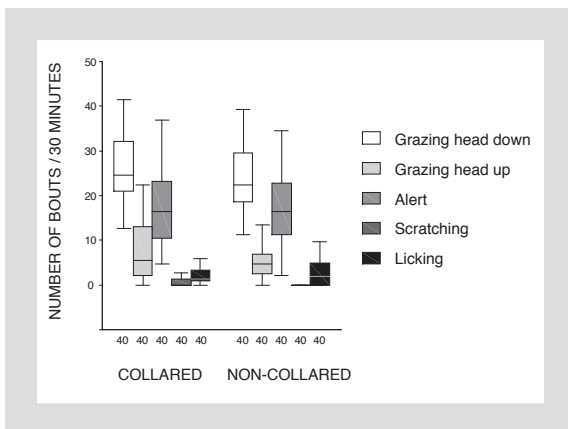 NUMBER OF BOUTS / 30 MINUTES
50
40
30
20
10
0
40 40 40 40 40 40 40 40 40 40
COLLARED NON-COLLARED
Grazing head down
Grazing head up
Alert
Scratching
Licking